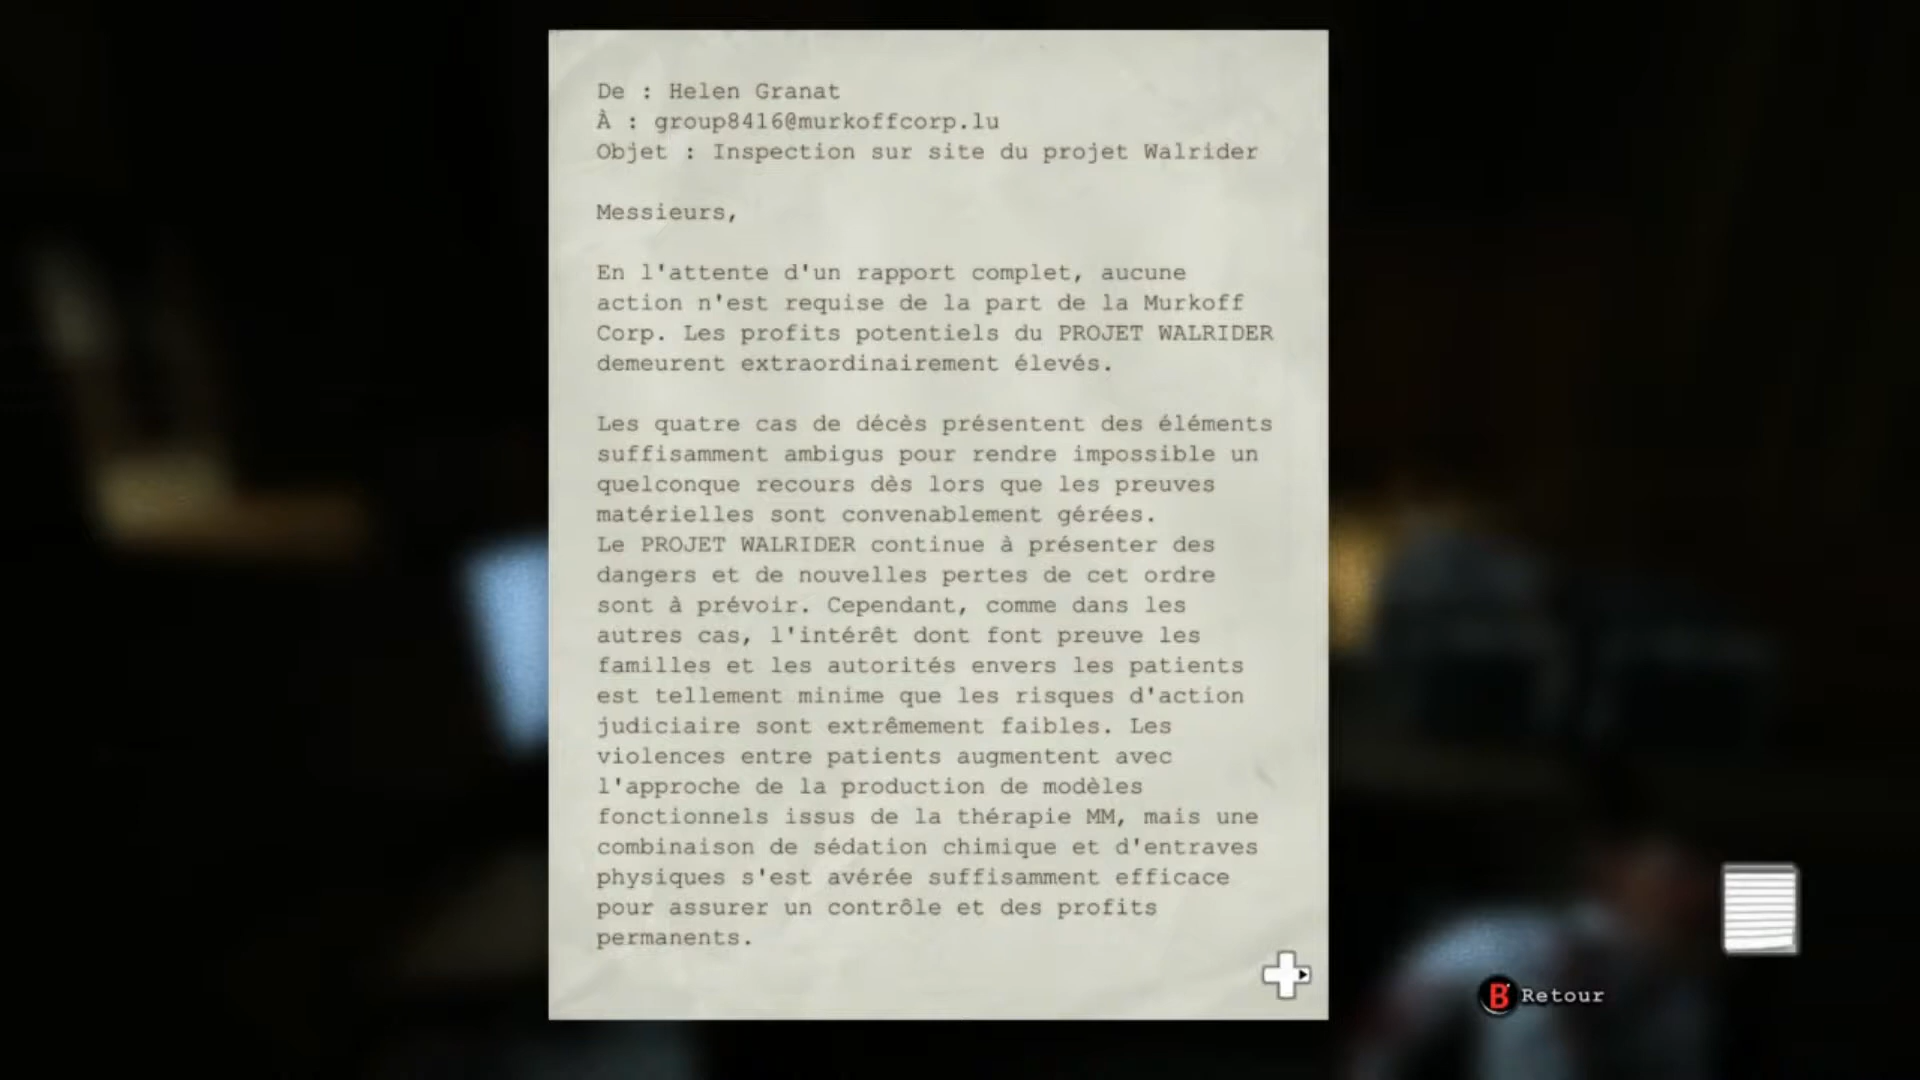 De : Helen Granat
À : group8416@murkoffcorp.lu
Objet : Inspection sur site du projet Walrider
Messieurs,
En l'attente d'un rapport complet, aucune
action n'est requise de la part de la Murkoff
Corp. Les profits potentiels du PROJET WALRIDER
demeurent extraordinairement élevés.
Les quatre cas de décès présentent des éléments
suffisamment ambigus pour rendre impossible un
quelconque recours dès lors que les preuves
matérielles sont convenablement gérées.
Le PROJET WALRIDER continue à présenter des
dangers et de nouvelles pertes de cet ordre
sont à prévoir. Cependant, comme dans les
autres cas, l'intérêt dont font preuve les
familles et les autorités envers les patients
est tellement minime que les risques d'action
judiciaire sont extrêmement faibles. Les
violences entre patients augmentent avec
l'approche de la production de modèles
fonctionnels issus de la thérapie MM, mais une
combinaison de sédation chimique et d'entraves
physiques s'est avérée suffisamment efficace
pour assurer un contrôle et des profits
permanents.
B Retour